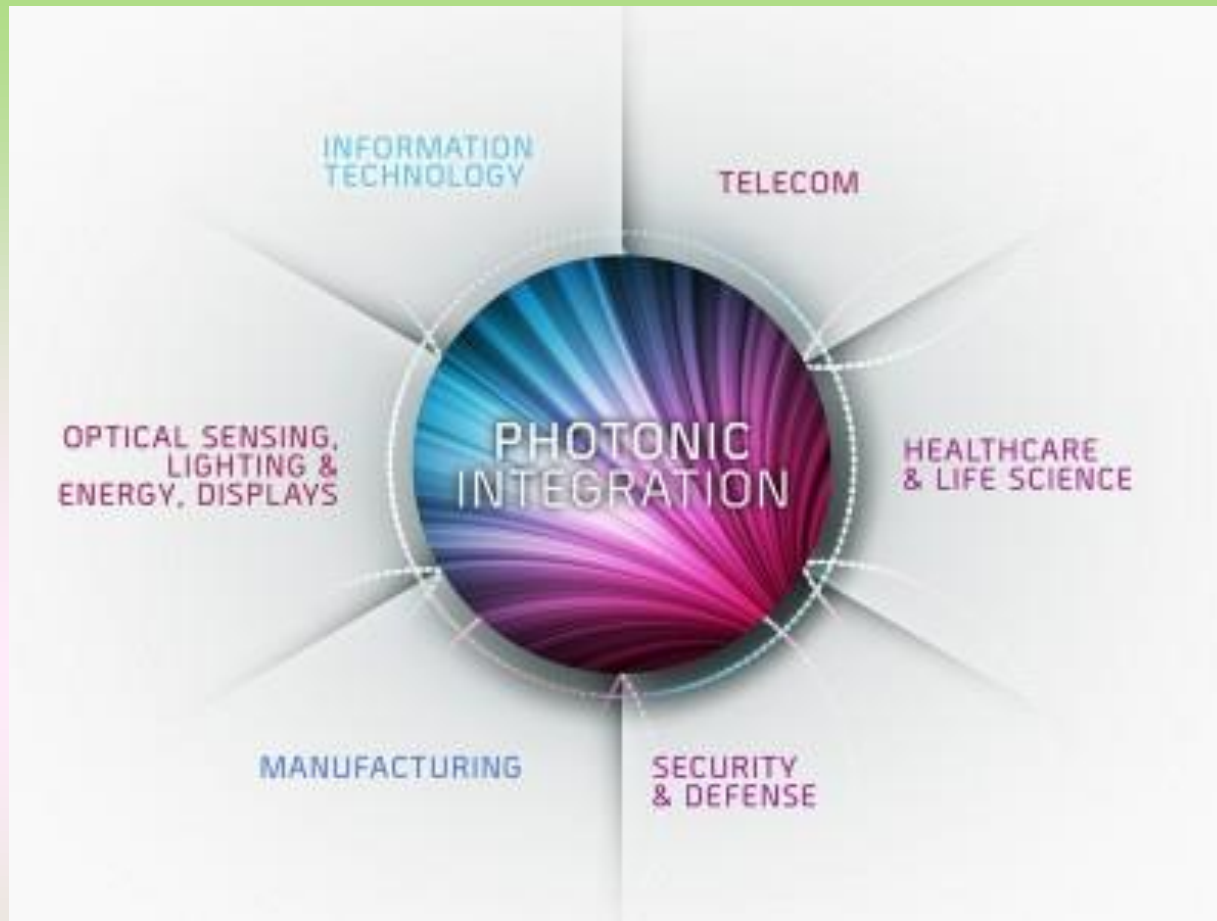 INFORMATION
TECHNOLOGY
TELECOM
OPTICAL SENSING,
LIGHTING &
ENERGY, DISPLAYS
PHOTONIC
INTEGRATION
HEALTHCARE
& LIFE SCIENCE
MANUFACTURING
SECURITY
& DEFENSE